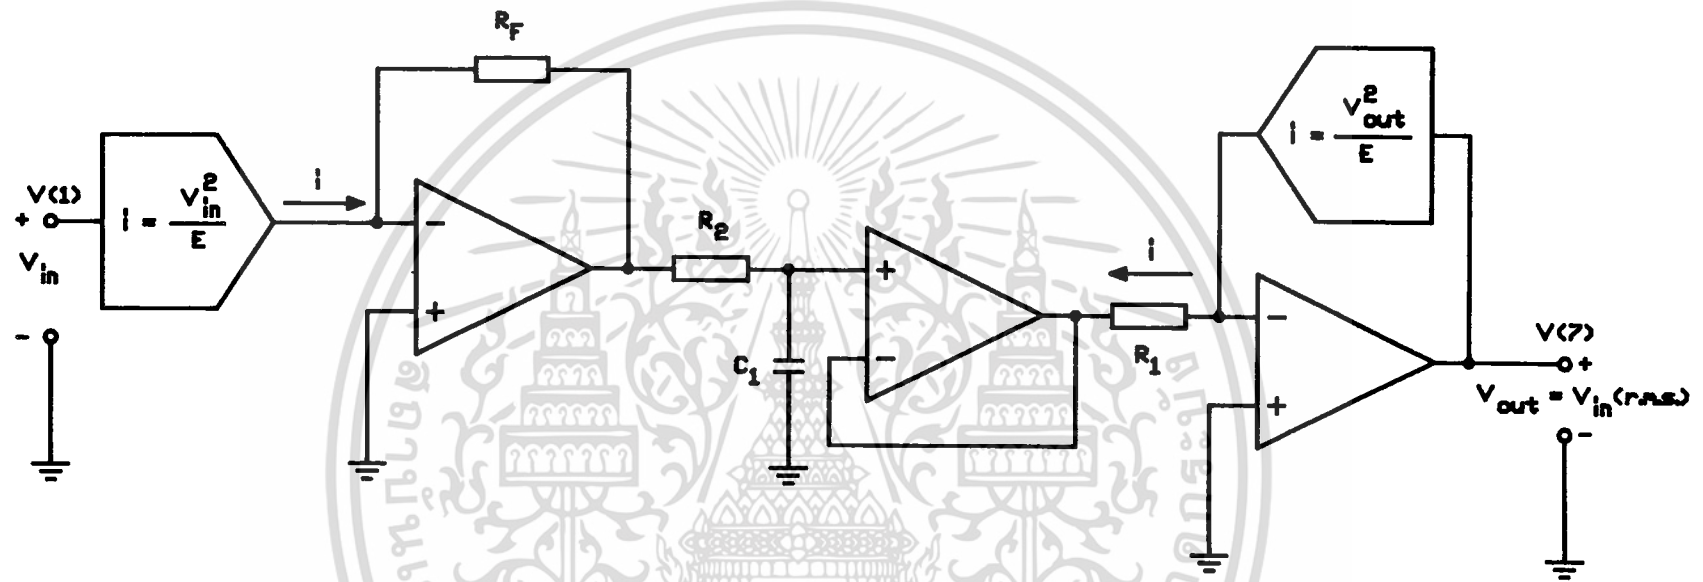 R_F
V(1)
+
V_in
-
i = V_in^2 / E
i
-
+
R_2
C_1
+
-
i
R_1
i = V_out^2 / E
-
+
V(7)
+
V_out = V_in(r.m.s.)
-